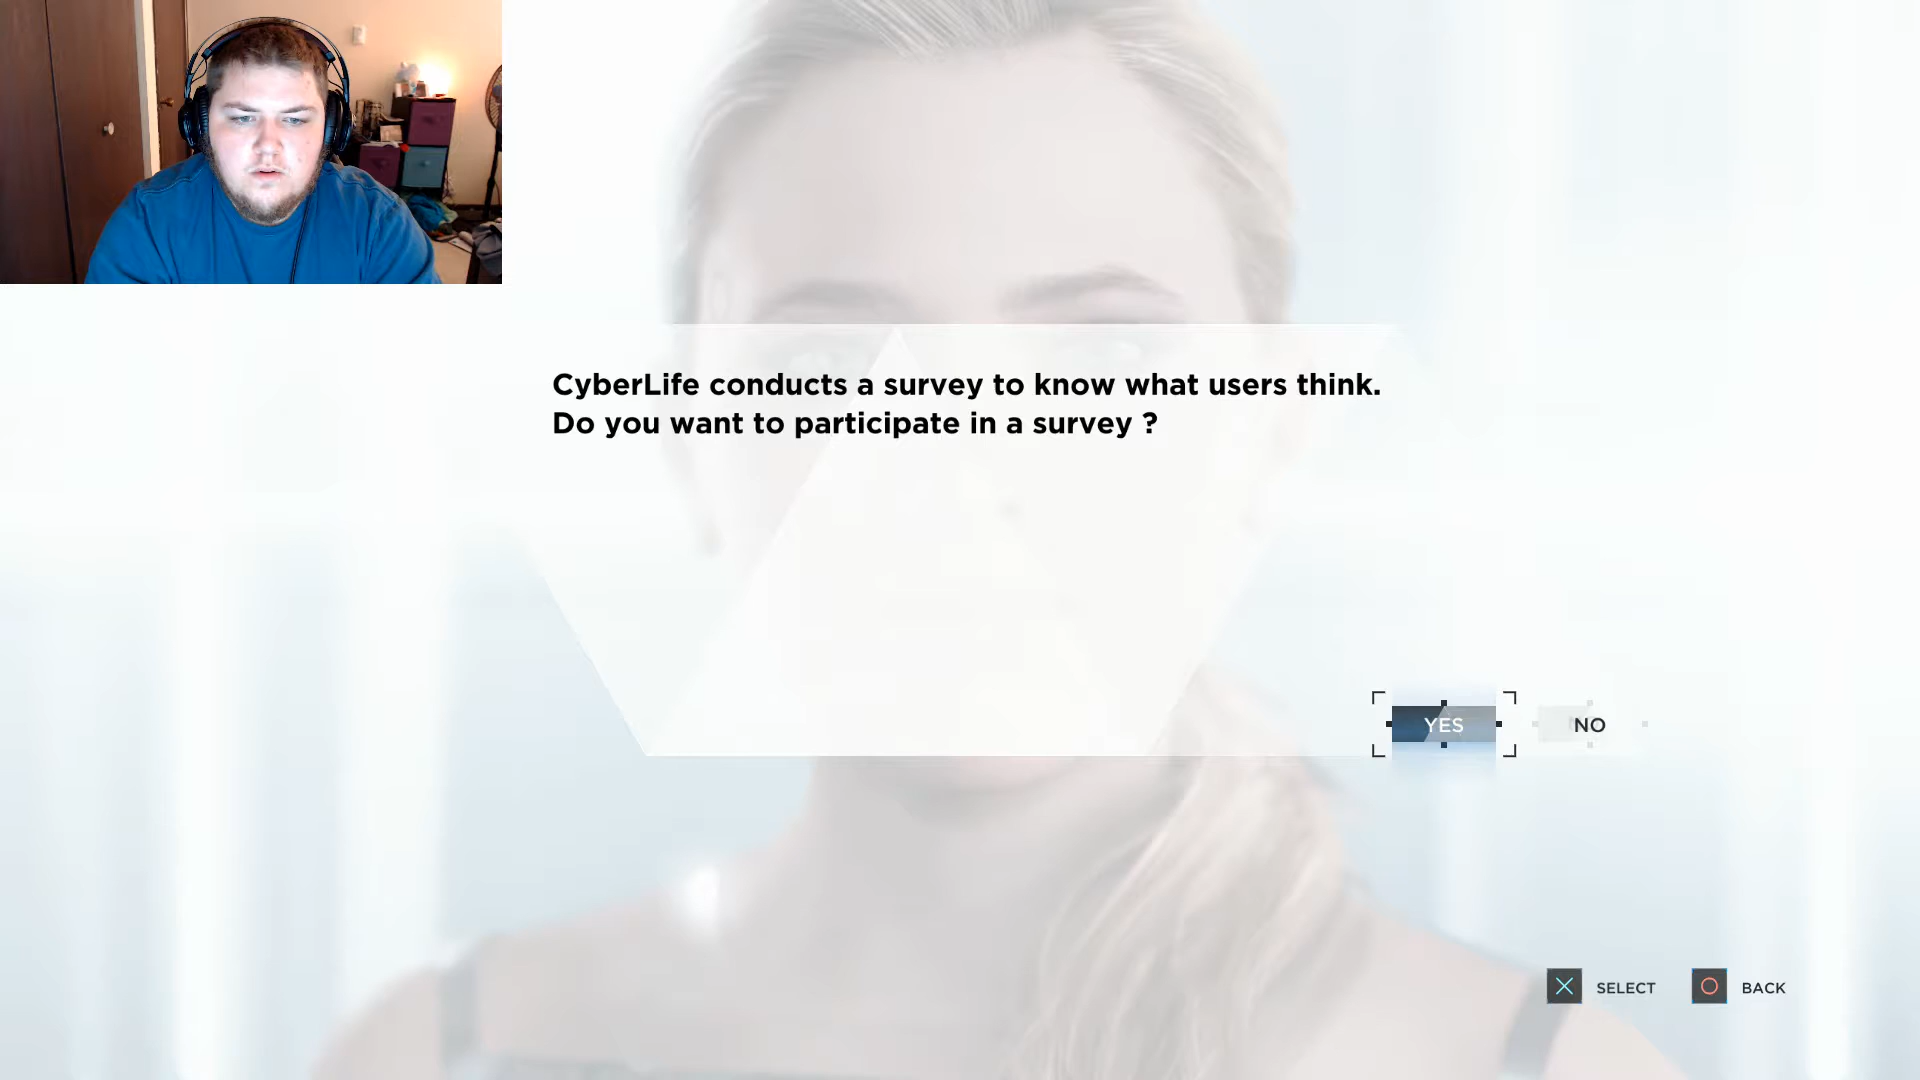 CyberLife conducts a survey to know what users think.
Do you want to participate in a survey ?
YES
NO
SELECT
BACK